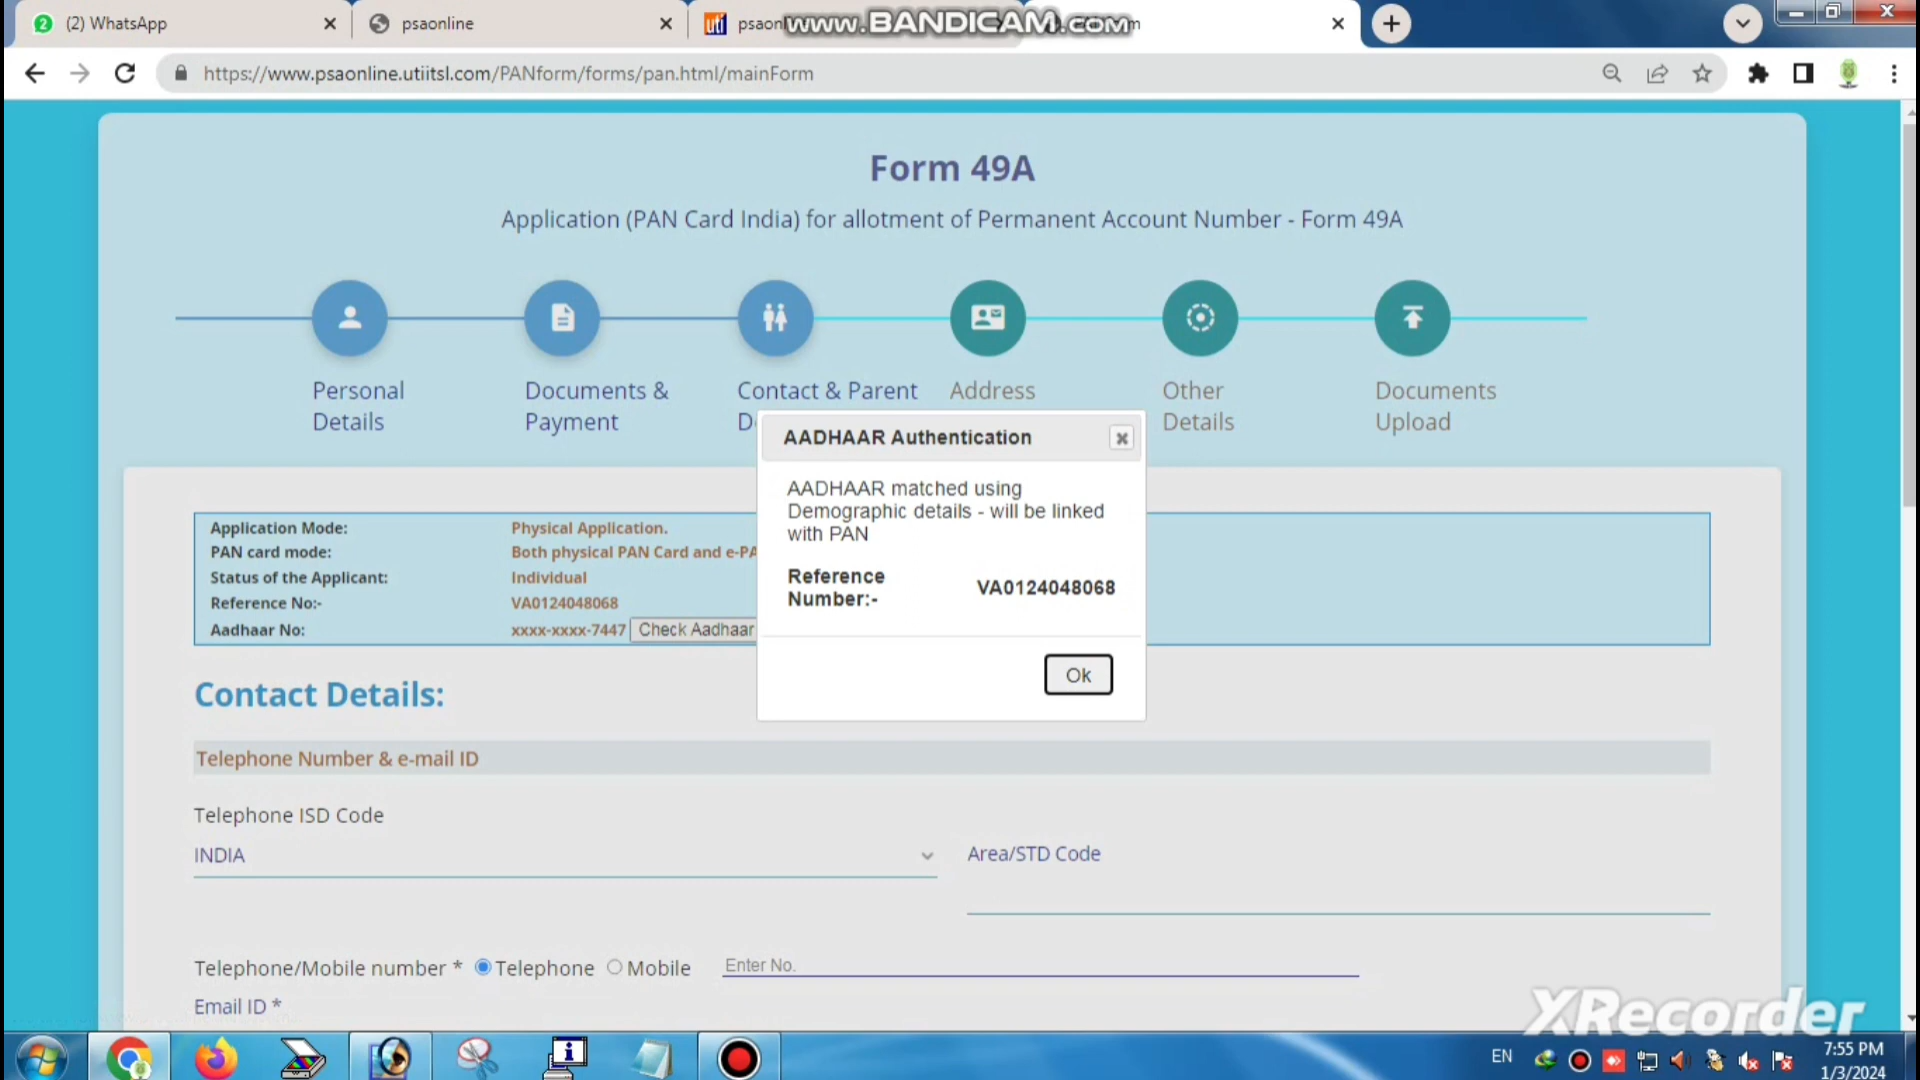 (2) WhatsApp
psaonline
psaon
www.BANDICAM.com
https://www.psaonline.utiitsl.com/PANform/forms/pan.html/mainForm
Form 49A
Application (PAN Card India) for allotment of Permanent Account Number - Form 49A
Personal Details
Documents & Payment
Contact & Parent
Address
Other Details
Documents Upload
AADHAAR Authentication
AADHAAR matched using
Demographic details - will be linked
with PAN
Reference Number:- VA0124048068
Ok
Application Mode: Physical Application.
PAN card mode: Both physical PAN Card and e-PA
Status of the Applicant: Individual
Reference No:- VA0124048068
Aadhaar No: xxxx-xxxx-7447 Check Aadhaar
Contact Details:
Telephone Number & e-mail ID
Telephone ISD Code
INDIA
Area/STD Code
Telephone/Mobile number * Telephone Mobile Enter No.
Email ID *
XRecorder
EN
7:55 PM
1/3/2024